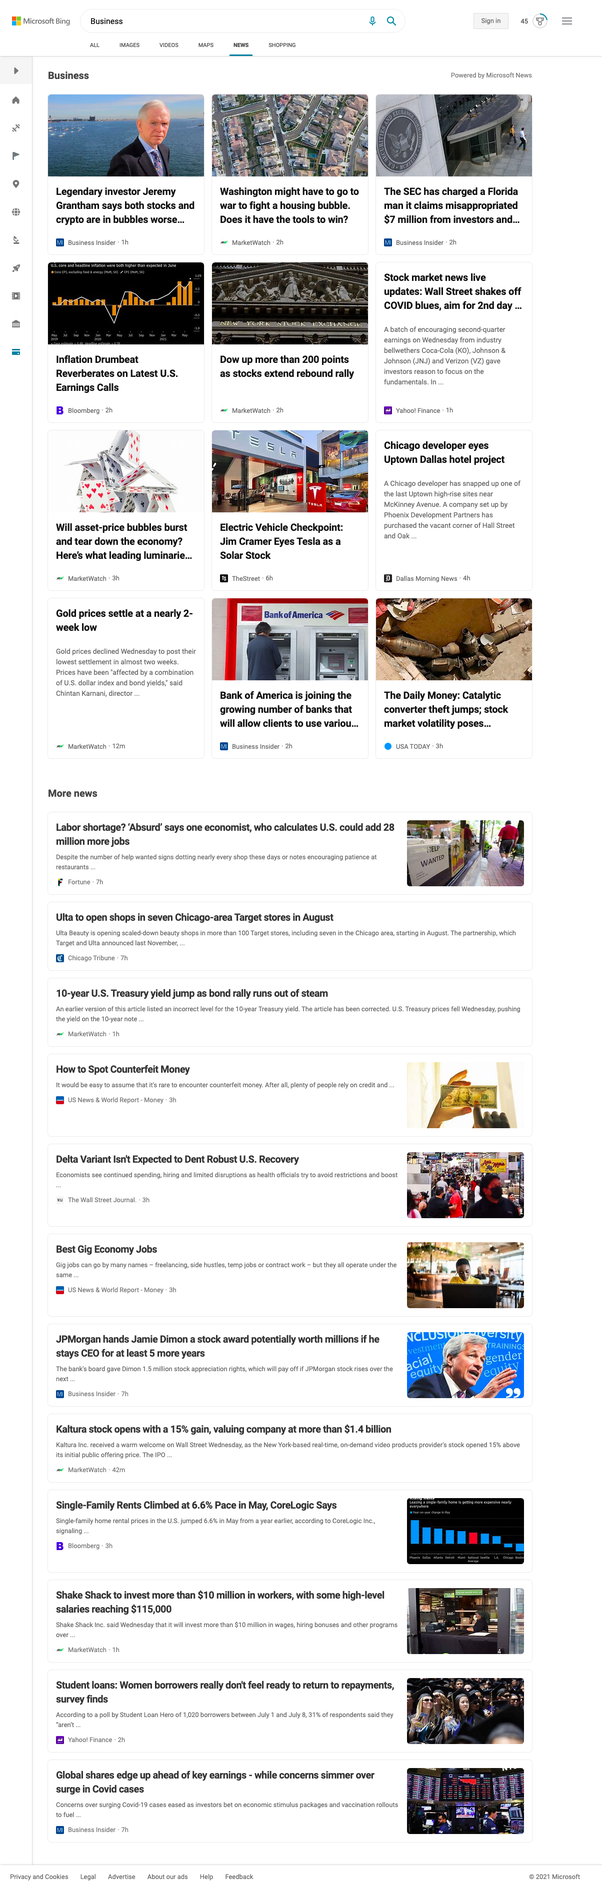 Microsoft Bing
Business
Sign in
45
ALL
IMAGES
VIDEOS
MAPS
NEWS
SHOPPING
Business
Powered by Microsoft News
Legendary investor Jeremy
Grantham says both stocks and
crypto are in bubbles worse...
Business Insider · 1h
Washington might have to go to
war to fight a housing bubble.
Does it have the tools to win?
MarketWatch · 2h
The SEC has charged a Florida
man it claims misappropriated
$7 million from investors and...
Business Insider · 2h
U.S. core and headline inflation were both higher than expected in June
Inflation Drumbeat
Reverberates on Latest U.S.
Earnings Calls
Bloomberg · 2h
NEW YORK STOCK EXCHANGE
Dow up more than 200 points
as stocks extend rebound rally
MarketWatch · 2h
Stock market news live
updates: Wall Street shakes off
COVID blues, aim for 2nd day ...
A batch of encouraging second-quarter
earnings on Wednesday from industry
bellwethers Coca-Cola (KO), Johnson &
Johnson (JNJ) and Verizon (VZ) gave
investors reason to focus on the
fundamentals. In ...
Yahoo! Finance · 1h
Will asset-price bubbles burst
and tear down the economy?
Here's what leading luminarie...
MarketWatch · 3h
TESLA
TESLA
Electric Vehicle Checkpoint:
Jim Cramer Eyes Tesla as a
Solar Stock
TheStreet · 6h
Chicago developer eyes
Uptown Dallas hotel project
A Chicago developer has snapped up one of
the last Uptown high-rise sites near
McKinney Avenue. A company set up by
Phoenix Development Partners has
purchased the vacant corner of Hall Street
and Oak ...
Dallas Morning News · 4h
Gold prices settle at a nearly 2-
week low
Gold prices declined Wednesday to post their
lowest settlement in almost two weeks.
Prices have been "affected by a combination
of U.S. dollar index and bond yields," said
Chintan Karnani, director ...
MarketWatch · 12m
Bank of America
Bank of America is joining the
growing number of banks that
will allow clients to use variou...
Business Insider · 2h
The Daily Money: Catalytic
converter theft jumps; stock
market volatility poses...
USA TODAY · 3h
More news
Labor shortage? 'Absurd' says one economist, who calculates U.S. could add 28
million more jobs
Despite the number of help wanted signs dotting nearly every shop these days or notes encouraging patience at
restaurants ...
Fortune · 7h
WANTED
Ulta to open shops in seven Chicago-area Target stores in August
Ulta Beauty is opening scaled-down beauty shops in more than 100 Target stores, including seven in the Chicago area, starting in August. The partnership, which
Target and Ulta announced last November, ...
Chicago Tribune · 7h
10-year U.S. Treasury yield jump as bond rally runs out of steam
An earlier version of this article listed an incorrect level for the 10-year Treasury yield. The article has been corrected. U.S. Treasury prices fell Wednesday, pushing
the yield on the 10-year note ...
MarketWatch · 1h
How to Spot Counterfeit Money
It would be easy to assume that it's rare to encounter counterfeit money. After all, plenty of people rely on credit and ...
US News & World Report - Money · 3h
Delta Variant Isn't Expected to Dent Robust U.S. Recovery
Economists see continued spending, hiring and limited disruptions as health officials try to avoid restrictions and boost
...
The Wall Street Journal. · 3h
Best Gig Economy Jobs
Gig jobs can go by many names – freelancing, side hustles, temp jobs or contract work – but they all operate under the
same ...
US News & World Report - Money · 3h
JPMorgan hands Jamie Dimon a stock award potentially worth millions if he
stays CEO for at least 5 more years
The bank's board gave Dimon 1.5 million stock appreciation rights, which will pay off if JPMorgan stock rises over the
next ...
Business Insider · 7h
gender
equity
Kaltura stock opens with a 15% gain, valuing company at more than $1.4 billion
Kaltura Inc. received a warm welcome on Wall Street Wednesday, as the New York-based real-time, on-demand video products provider's stock opened 15% above
its initial public offering price. The IPO ...
MarketWatch · 42m
Single-Family Rents Climbed at 6.6% Pace in May, CoreLogic Says
Single-family home rental prices in the U.S. jumped 6.6% in May from a year earlier, according to CoreLogic Inc.,
signaling ...
Bloomberg · 3h
Leasing a single-family home is getting more expensive nearly
everywhere
Shake Shack to invest more than $10 million in workers, with some high-level
salaries reaching $115,000
Shake Shack Inc. said Wednesday that it will invest more than $10 million in wages, hiring bonuses and other programs
over ...
MarketWatch · 1h
Student loans: Women borrowers really don't feel ready to return to repayments,
survey finds
According to a poll by Student Loan Hero of 1,020 borrowers between July 1 and July 8, 31% of respondents said they
"aren't ...
Yahoo! Finance · 2h
Global shares edge up ahead of key earnings - while concerns simmer over
surge in Covid cases
Concerns over surging Covid-19 cases eased as investors bet on economic stimulus packages and vaccination rollouts
to fuel ...
Business Insider · 7h
Privacy and Cookies
Legal
Advertise
About our ads
Help
Feedback
© 2021 Microsoft